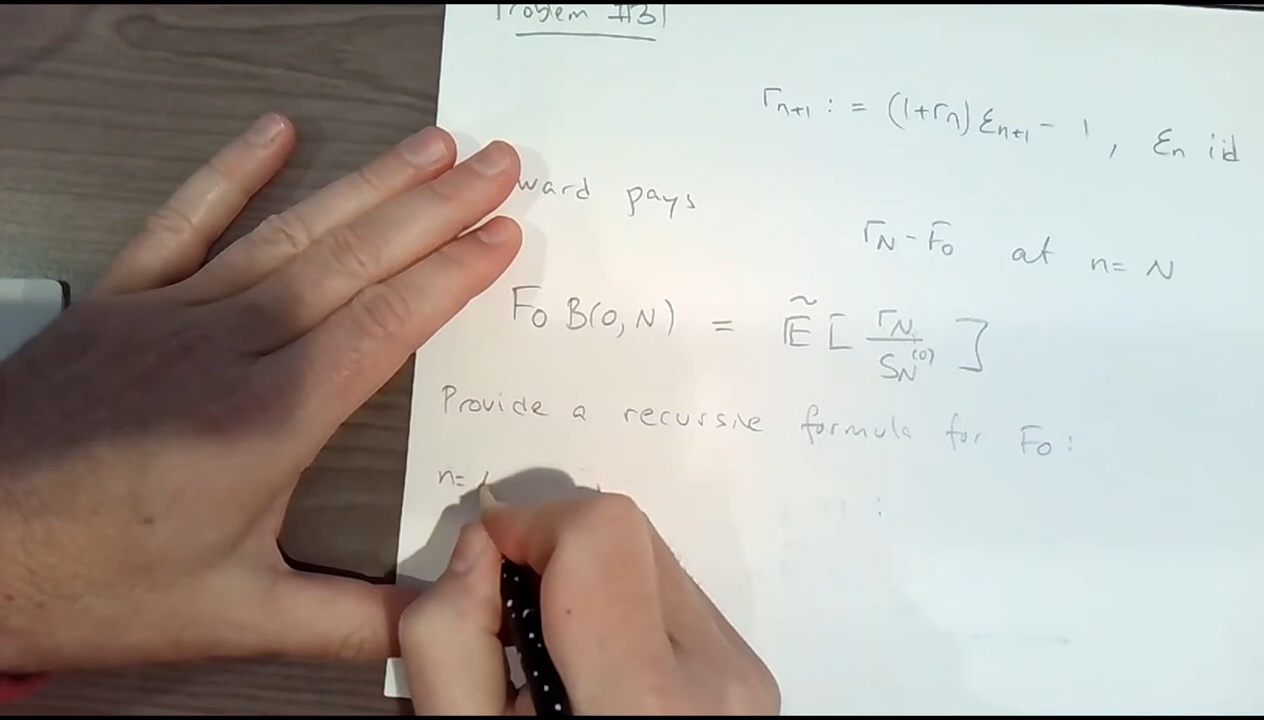 Problem #3
r_{n+1} := (1+r_n) ε_{n+1} - 1, ε_n iid
ward pays
r_N - F_0 at n = N
F_0 B(0,N) = Ẽ[ r_N / S_N^{(0)} ]
Provide a recursive formula for F_0:
n=
: